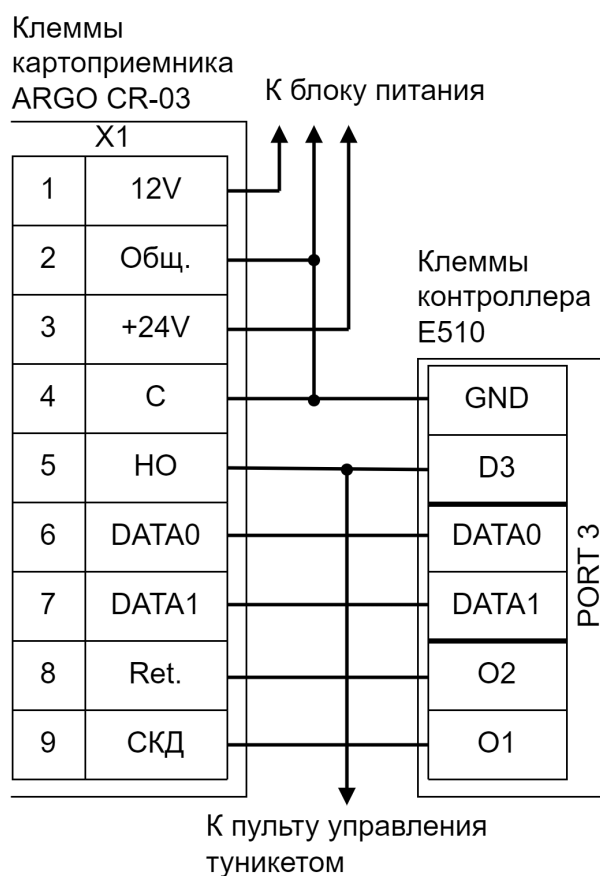 Клеммы
картоприемника
ARGO CR-03
К блоку питания
X1
1 12V
2 Общ.
3 +24V
4 С
5 НО
6 DATA0
7 DATA1
8 Ret.
9 СКД
Клеммы
контроллера
E510
GND
D3
DATA0
DATA1
O2
O1
PORT 3
К пульту управления
туникетом